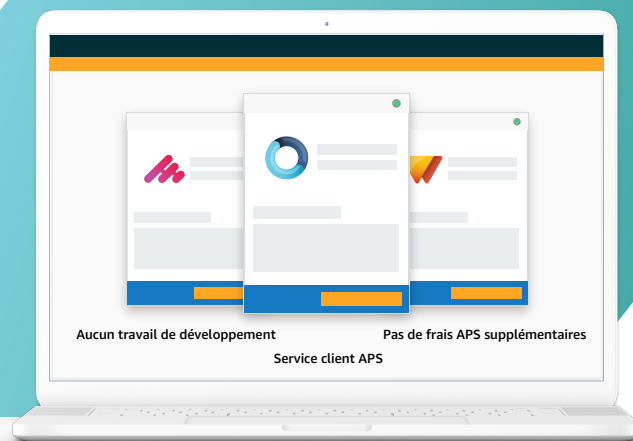 Aucun travail de développement
Pas de frais APS supplémentaires
Service client APS